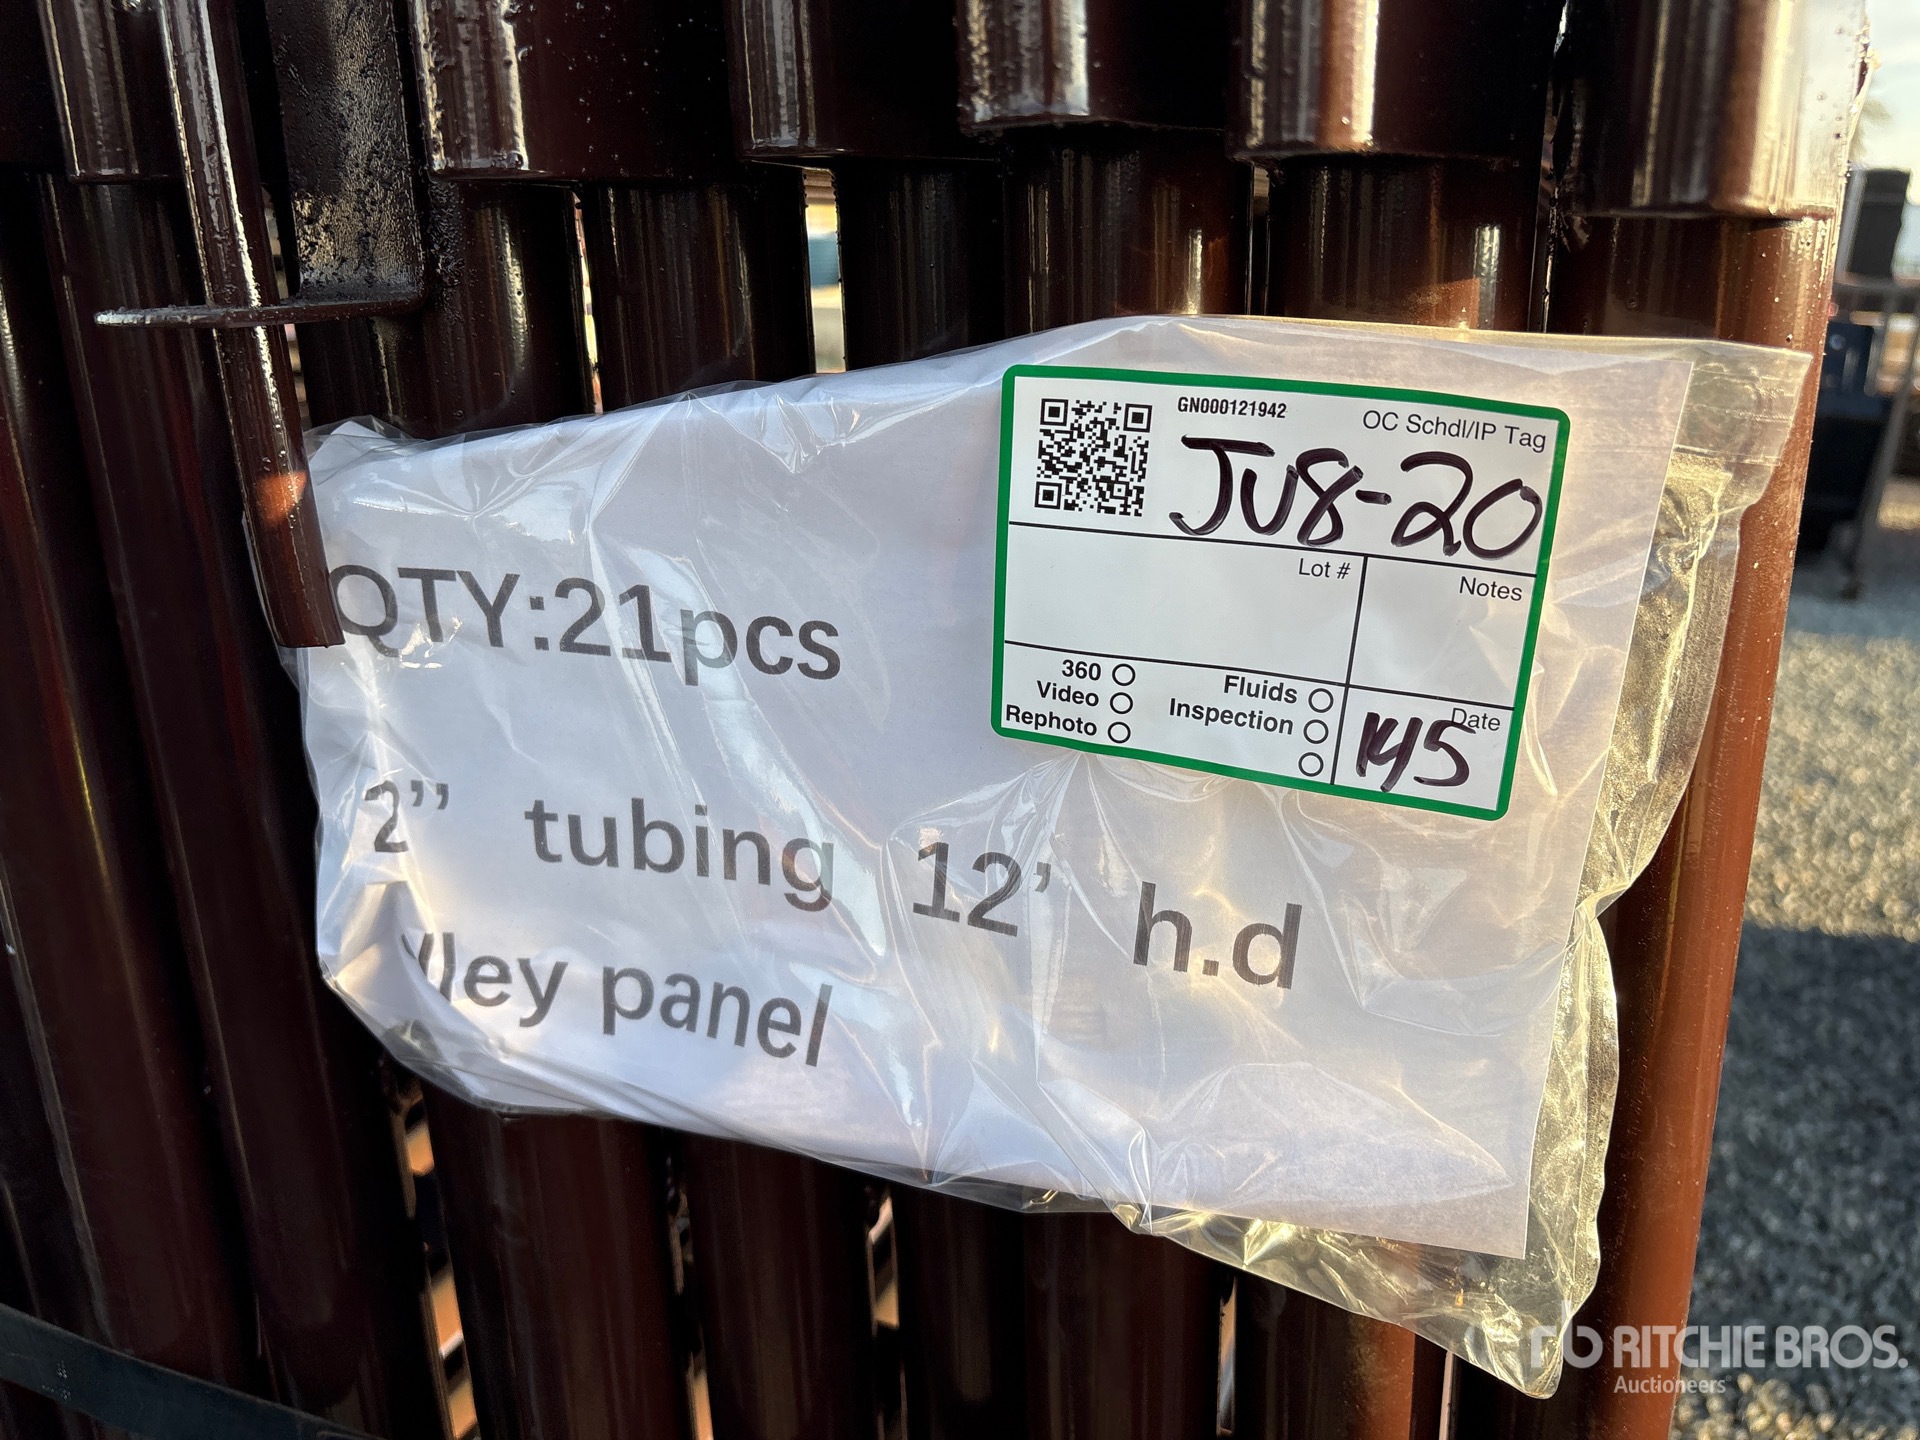 GN000121942
OC Schdl/IP Tag
JV8-20
Lot #
Notes
360
Video
Rephoto
Fluids
Inspection
Date
145
QTY:21pcs
2’’ tubing 12’ h.d
lley panel
RITCHIE BROS.
Auctioneers